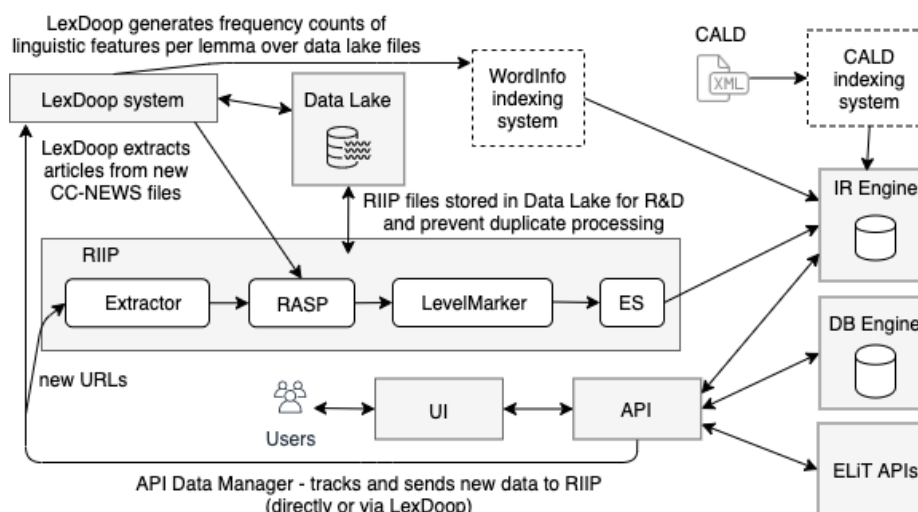 LexDoop generates frequency counts of
linguistic features per lemma over data lake files
CALD
XML
CALD
indexing
system
WordInfo
indexing
system
LexDoop system
Data Lake
LexDoop extracts
articles from new
CC-NEWS files
RIIP files stored in Data Lake for R&D
and prevent duplicate processing
IR Engine
RIIP
Extractor
RASP
LevelMarker
ES
DB Engine
new URLs
Users
UI
API
ELiT APIs
API Data Manager - tracks and sends new data to RIIP
(directly or via LexDoop)